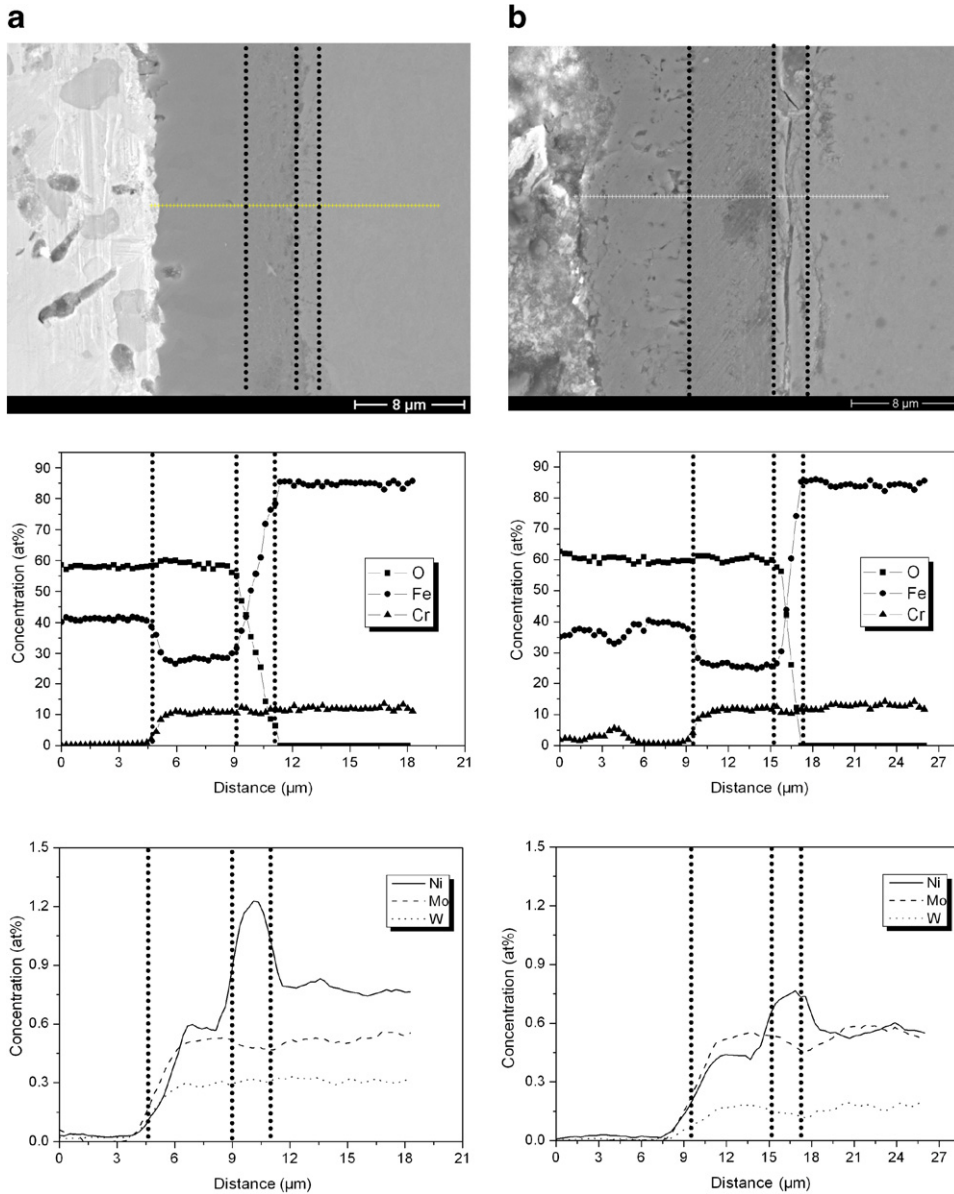 a
b
8 µm
8 µm
Concentration (at%)
90
80
70
60
50
40
30
20
10
0
O
Fe
Cr
0 3 6 9 12 15 18 21
Distance (µm)
Concentration (at%)
90
80
70
60
50
40
30
20
10
0
O
Fe
Cr
0 3 6 9 12 15 18 21 24 27
Distance (µm)
Concentration (at%)
1.5
1.2
0.9
0.6
0.3
0.0
Ni
Mo
W
0 3 6 9 12 15 18 21
Distance (µm)
Concentration (at%)
1.5
1.2
0.9
0.6
0.3
0.0
Ni
Mo
W
0 3 6 9 12 15 18 21 24 27
Distance (µm)